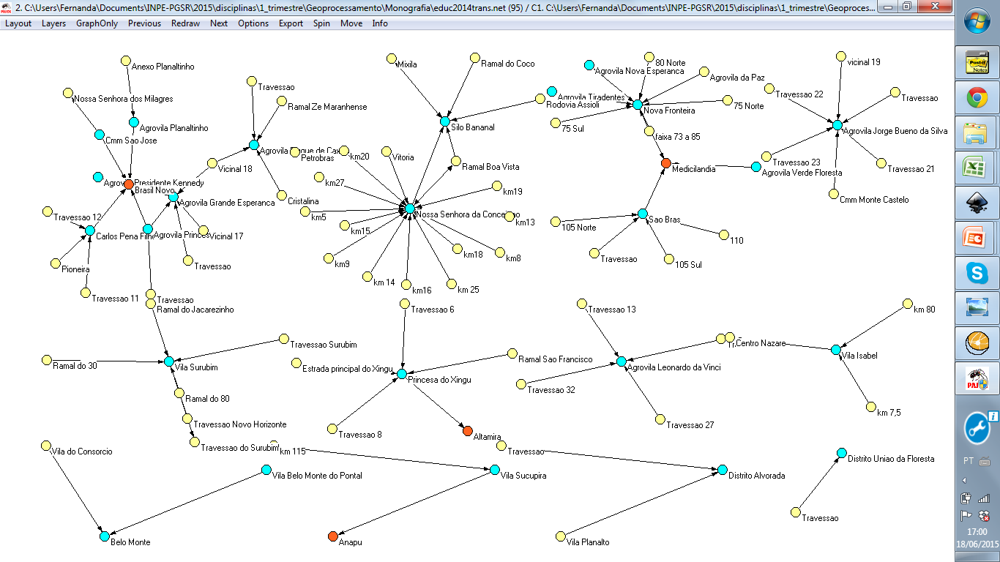 2. C:\Users\Fernanda\Documents\INPE-PGSR\2015\disciplinas\1_trimestre\Geoprocessamento\Monografia\educ2014trans.net (95) / C1. C:\Users\Fernanda\Documents\INPE-PGSR\2015\disciplinas\1_trimestre\Geoproces...
Layout Layers GraphOnly Previous Redraw Next Options Export Spin Move Info
Anexo Planaltinho
Nossa Senhora dos Milagres
Agrovila Planaltinho
Cmm Sao Jose
Presidente Kennedy
Brasil Novo
Travessao
Ramal Ze Maranhense
Vicinal 18
Cristalina
Agrovila Grande Esperanca
Travessao 12
Pioneira
Travessao 11
Vicinal 17
Travessao
Travessao
Ramal do Jacarezinho
Mixila
Ramal do Coco
Rodovia Assioli
Silo Bananal
Petrobras
km20
Vitoria
Ramal Boa Vista
km27
km19
km5
Nossa Senhora da
km13
km15
km18
km8
km9
km 14
km16
km 25
80 Norte
Agrovila Nova Esperanca
Agrovila da Paz
Agrovila Tiradentes
75 Norte
Nova Fronteira
75 Sul
faixa 73 a 85
Medicilandia
Agrovila Verde Floresta
Sao Bras
105 Norte
110
Travessao
105 Sul
vicinal 19
Travessao 22
Travessao
Agrovila Jorge Bueno da Silva
Travessao 23
Travessao 21
Cmm Monte Castelo
Travessao Surubim
Ramal do 30
Vila Surubim
Ramal do 80
Travessao Novo Horizonte
Travessao do Surubim
Travessao 6
Estrada principal do Xingu
Ramal Sao Francisco
Princesa do Xingu
Travessao 8
Altamira
Travessao 13
Centro Nazare
Agrovila Leonardo da Vinci
Travessao 32
Travessao 27
km 80
Vila Isabel
km 7,5
Vila do Consorcio
km 115
Travessao
Vila Belo Monte do Pontal
Vila Sucupira
Distrito Alvorada
Distrito Uniao da Floresta
Travessao
Belo Monte
Anapu
Vila Planalto
Post-it
Notes
PAJ
PT
17:00
18/06/2015